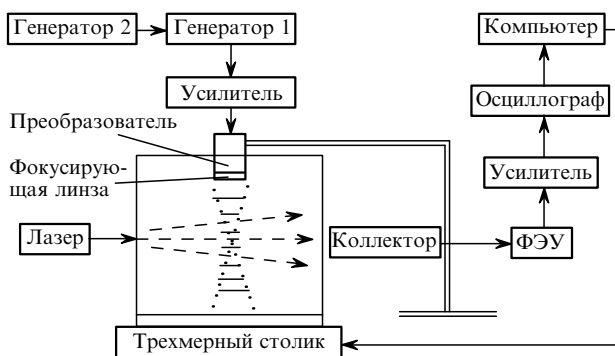 Генератор 2
Генератор 1
Компьютер
Усилитель
Осциллограф
Преобразователь
Фокусирую-
щая линза
Усилитель
Лазер
Коллектор
ФЭУ
Трехмерный столик